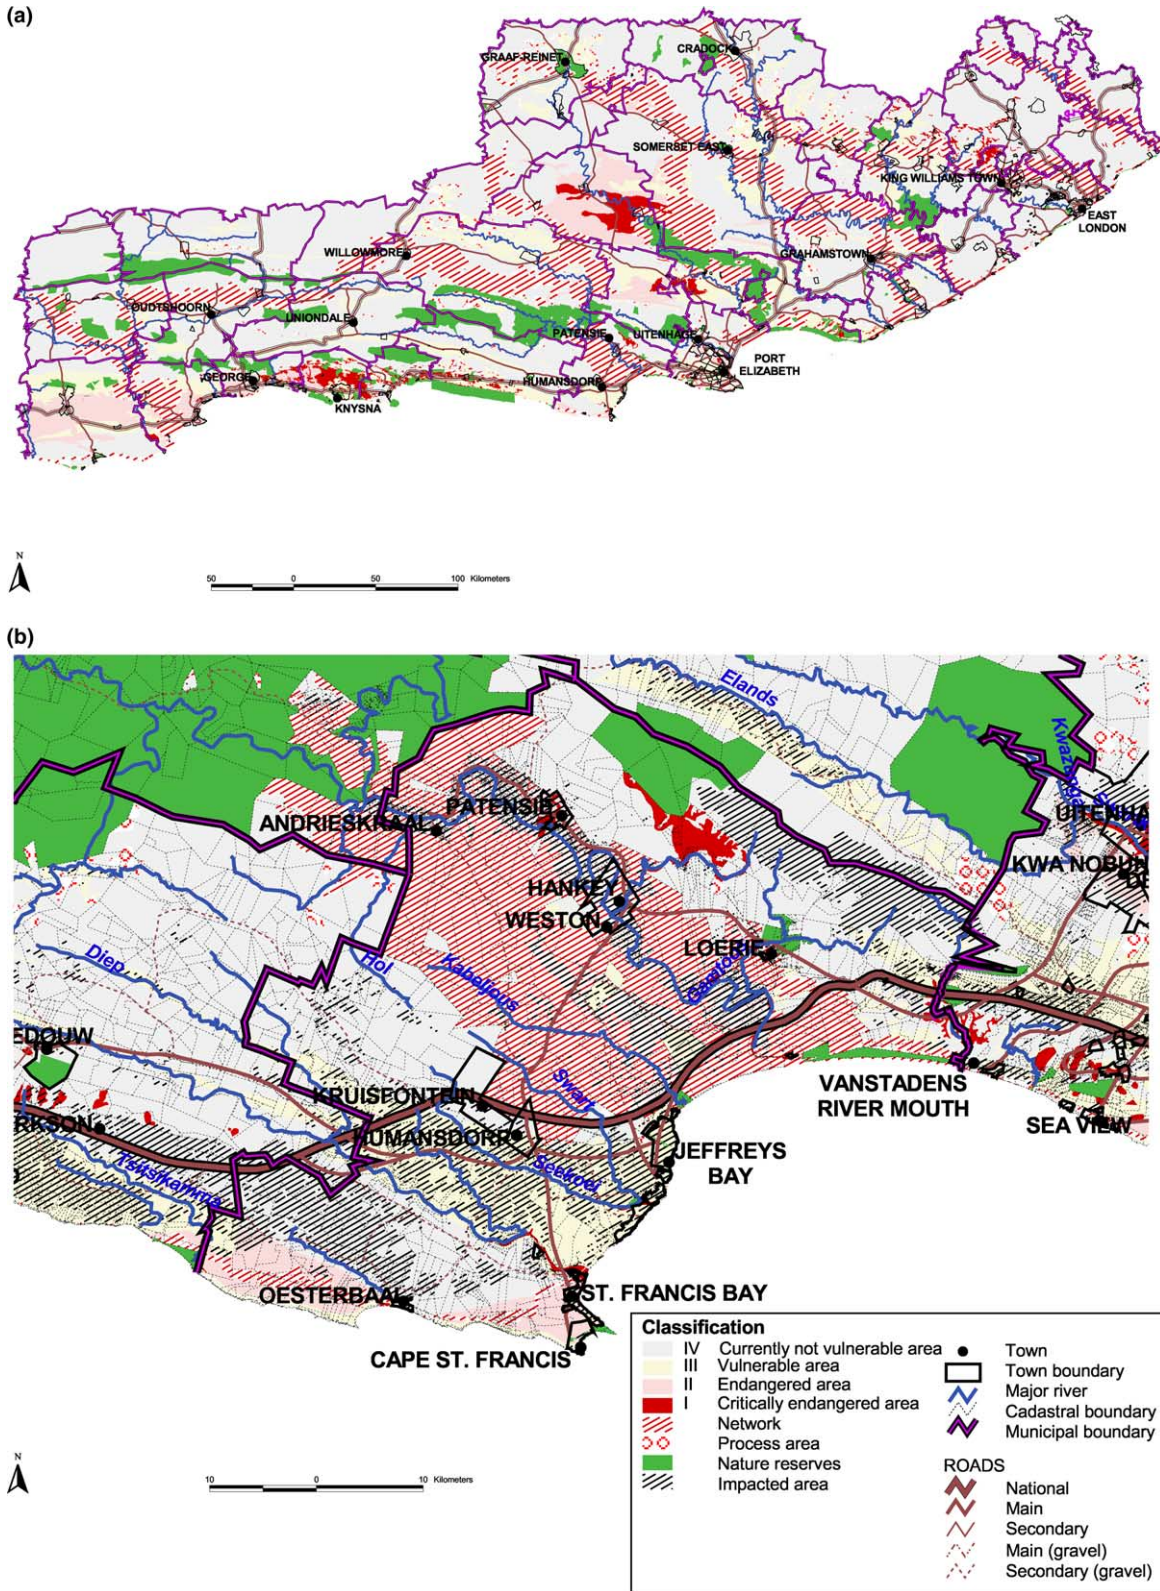 (a)
GRAAF-REINET
CRADOCK
SOMERSET EAST
KING WILLIAMS TOWN
EAST
LONDON
WILLOWMORE
GRAHAMSTOWN
OUDTSHOORN
UNIONDALE
PATENSIE
UITENHAGE
PORT
ELIZABETH
GEORGE
HUMANSDORP
KNYSNA
N
50 0 50 100 Kilometers
(b)
Elands
Kwazunga
PATENSIE
ANDRIESKRAAL
UITENHA
KWA NOBUH
HANKEY
WESTON
LOERIE
Diep
Hol
Kabeljous
Gamtoos
EDOUW
Swart
KRUISFONTEIN
VANSTADENS
RIVER MOUTH
RKSON
HUMANSDORP
SEA VIEW
JEFFREYS
BAY
Seekoei
Tsitsikamma
OESTERBAAI
ST. FRANCIS BAY
CAPE ST. FRANCIS
N
10 0 10 Kilometers
Classification
IV Currently not vulnerable area
III Vulnerable area
II Endangered area
I Critically endangered area
Network
Process area
Nature reserves
Impacted area
Town
Town boundary
Major river
Cadastral boundary
Municipal boundary
ROADS
National
Main
Secondary
Main (gravel)
Secondary (gravel)